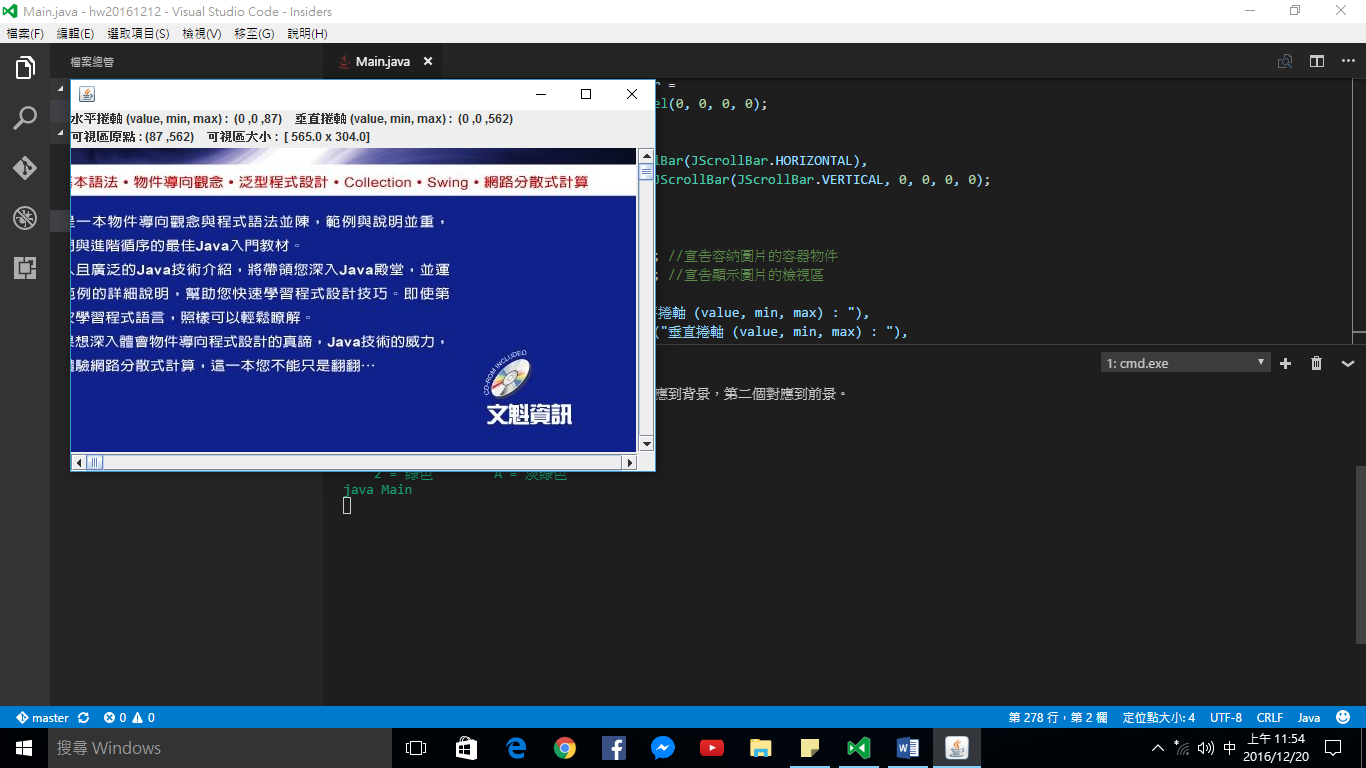 Main.java - hw20161212 - Visual Studio Code - Insiders
檔案(F) 編輯(E) 選取項目(S) 檢視(V) 移至(G) 說明(H)
檔案總管
Main.java
el(0, 0, 0, 0);
llBar(JScrollBar.HORIZONTAL),
JScrollBar(JScrollBar.VERTICAL, 0, 0, 0, 0);
; //宣告容納圖片的容器物件
; //宣告顯示圖片的檢視區
捲軸 (value, min, max) : "),
("垂直捲軸 (value, min, max) : "),
水平捲軸 (value, min, max) : (0 ,0 ,87) 垂直捲軸 (value, min, max) : (0 ,0 ,562)
可視區原點 : (87 ,562) 可視區大小 : [ 565.0 x 304.0]
本語法•物件導向觀念•泛型程式設計•Collection•Swing•網路分散式計算
一本物件導向觀念與程式語法並陳，範例與說明並重，
與進階循序的最佳Java入門教材。
且廣泛的Java技術介紹，將帶領您深入Java殿堂，並運
例的詳細說明，幫助您快速學習程式設計技巧。即使第
學習程式語言，照樣可以輕鬆瞭解。
想深入體會物件導向程式設計的真諦，Java技術的威力，
驗網路分散式計算，這一本您不能只是翻翻…
CD-ROM INCLUDED
文魁資訊
1: cmd.exe
應到背景，第二個對應到前景。
2 = 綠色 A = 淡綠色
java Main
master 0 0 第 278 行，第 2 欄 定位點大小: 4 UTF-8 CRLF Java
搜尋 Windows
中
上午 11:54
2016/12/20